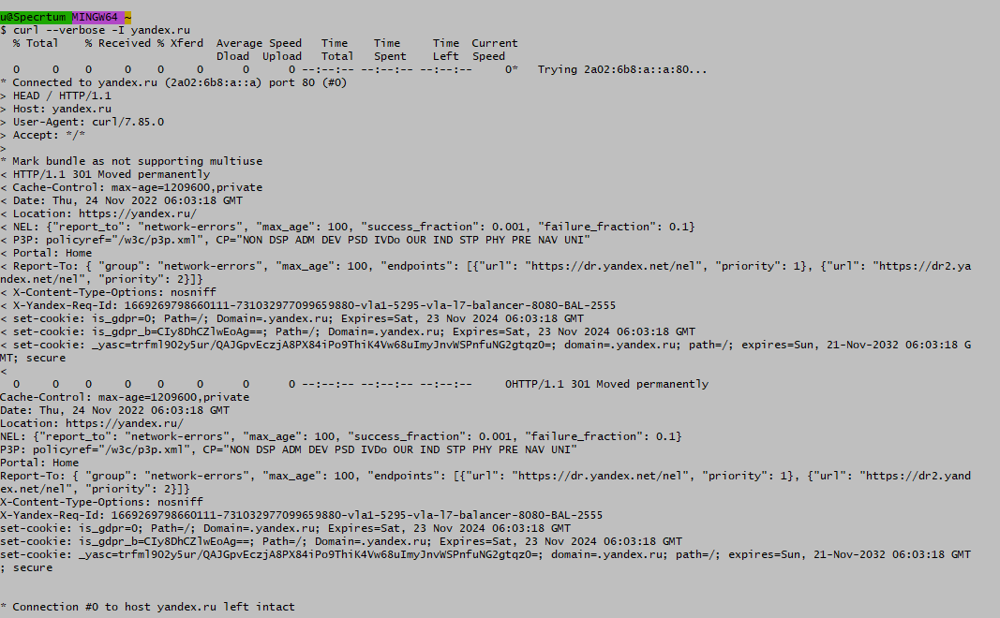 u@Specrtum MINGW64 ~
$ curl --verbose -I yandex.ru
  % Total    % Received % Xferd  Average Speed   Time    Time     Time  Current
                                 Dload  Upload   Total   Spent    Left  Speed
  0     0    0     0    0     0      0      0 --:--:-- --:--:-- --:--:--     0*   Trying 2a02:6b8:a::a:80...
* Connected to yandex.ru (2a02:6b8:a::a) port 80 (#0)
> HEAD / HTTP/1.1
> Host: yandex.ru
> User-Agent: curl/7.85.0
> Accept: */*
>
* Mark bundle as not supporting multiuse
< HTTP/1.1 301 Moved permanently
< Cache-Control: max-age=1209600,private
< Date: Thu, 24 Nov 2022 06:03:18 GMT
< Location: https://yandex.ru/
< NEL: {"report_to": "network-errors", "max_age": 100, "success_fraction": 0.001, "failure_fraction": 0.1}
< P3P: policyref="/w3c/p3p.xml", CP="NON DSP ADM DEV PSD IVDo OUR IND STP PHY PRE NAV UNI"
< Portal: Home
< Report-To: { "group": "network-errors", "max_age": 100, "endpoints": [{"url": "https://dr.yandex.net/nel", "priority": 1}, {"url": "https://dr2.ya
ndex.net/nel", "priority": 2}]}
< X-Content-Type-Options: nosniff
< X-Yandex-Req-Id: 1669269798660111-731032977099659880-vla1-5295-vla-l7-balancer-8080-BAL-2555
< set-cookie: is_gdpr=0; Path=/; Domain=.yandex.ru; Expires=Sat, 23 Nov 2024 06:03:18 GMT
< set-cookie: is_gdpr_b=CIy8DhCZlwEoAg==; Path=/; Domain=.yandex.ru; Expires=Sat, 23 Nov 2024 06:03:18 GMT
< set-cookie: _yasc=trfml902y5ur/QAJGpvEczjA8PX84iPo9ThiK4Vw68uImyJnvWSPnfuNG2gtqz0=; domain=.yandex.ru; path=/; expires=Sun, 21-Nov-2032 06:03:18 G
MT; secure
<
  0     0    0     0    0     0      0      0 --:--:-- --:--:-- --:--:--     0HTTP/1.1 301 Moved permanently
Cache-Control: max-age=1209600,private
Date: Thu, 24 Nov 2022 06:03:18 GMT
Location: https://yandex.ru/
NEL: {"report_to": "network-errors", "max_age": 100, "success_fraction": 0.001, "failure_fraction": 0.1}
P3P: policyref="/w3c/p3p.xml", CP="NON DSP ADM DEV PSD IVDo OUR IND STP PHY PRE NAV UNI"
Portal: Home
Report-To: { "group": "network-errors", "max_age": 100, "endpoints": [{"url": "https://dr.yandex.net/nel", "priority": 1}, {"url": "https://dr2.yand
ex.net/nel", "priority": 2}]}
X-Content-Type-Options: nosniff
X-Yandex-Req-Id: 1669269798660111-731032977099659880-vla1-5295-vla-l7-balancer-8080-BAL-2555
set-cookie: is_gdpr=0; Path=/; Domain=.yandex.ru; Expires=Sat, 23 Nov 2024 06:03:18 GMT
set-cookie: is_gdpr_b=CIy8DhCZlwEoAg==; Path=/; Domain=.yandex.ru; Expires=Sat, 23 Nov 2024 06:03:18 GMT
set-cookie: _yasc=trfml902y5ur/QAJGpvEczjA8PX84iPo9ThiK4Vw68uImyJnvWSPnfuNG2gtqz0=; domain=.yandex.ru; path=/; expires=Sun, 21-Nov-2032 06:03:18 GMT
; secure
* Connection #0 to host yandex.ru left intact